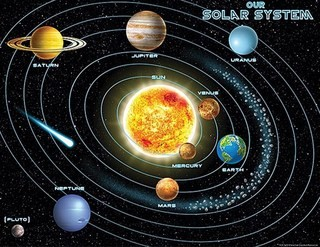 OUR
SOLAR SYSTEM
SATURN
JUPITER
URANUS
SUN
VENUS
MERCURY
EARTH
MARS
NEPTUNE
[PLUTO]